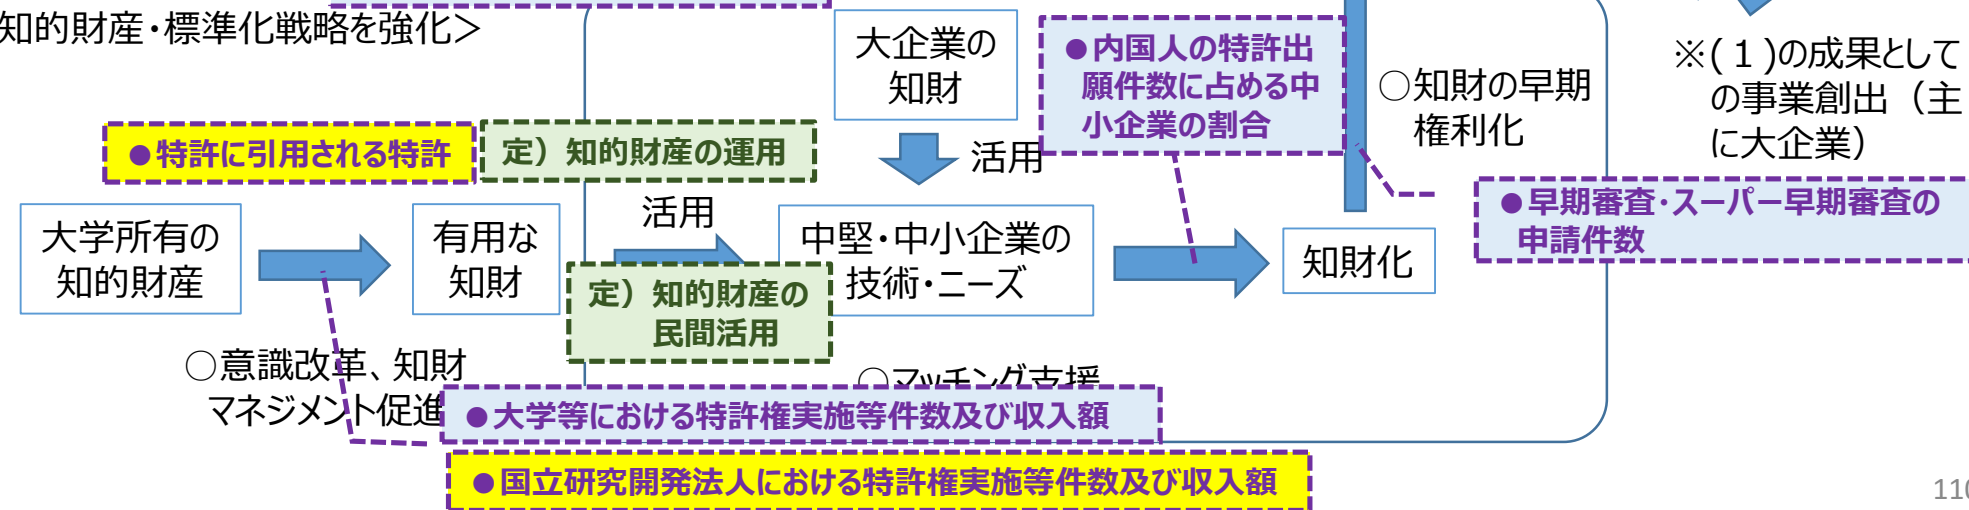 知的財産・標準化戦略を強化＞
大企業の
知財
●内国人の特許出
願件数に占める中
小企業の割合
○知財の早期
権利化
※(１)の成果として
の事業創出（主
に大企業）
●特許に引用される特許
定）知的財産の運用
活用
●早期審査・スーパー早期審査の
申請件数
大学所有の
知的財産
有用な
知財
活用
中堅・中小企業の
技術・ニーズ
知財化
定）知的財産の
民間活用
○意識改革、知財
マネジメント促進
○マッチング支援
●大学等における特許権実施等件数及び収入額
●国立研究開発法人における特許権実施等件数及び収入額
110